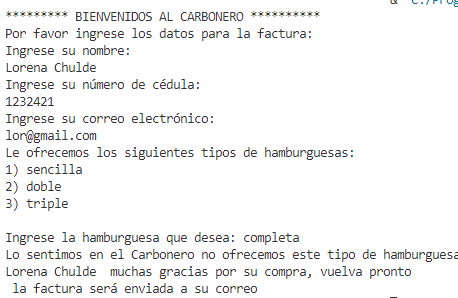 & C:/Prog
********* BIENVENIDOS AL CARBONERO **********
Por favor ingrese los datos para la factura:
Ingrese su nombre:
Lorena Chulde
Ingrese su número de cédula:
1232421
Ingrese su correo electrónico:
lor@gmail.com
Le ofrecemos los siguientes tipos de hamburguesas:
1) sencilla
2) doble
3) triple
Ingrese la hamburguesa que desea: completa
Lo sentimos en el Carbonero no ofrecemos este tipo de hamburguesa
Lorena Chulde  muchas gracias por su compra, vuelva pronto
 la factura será enviada a su correo